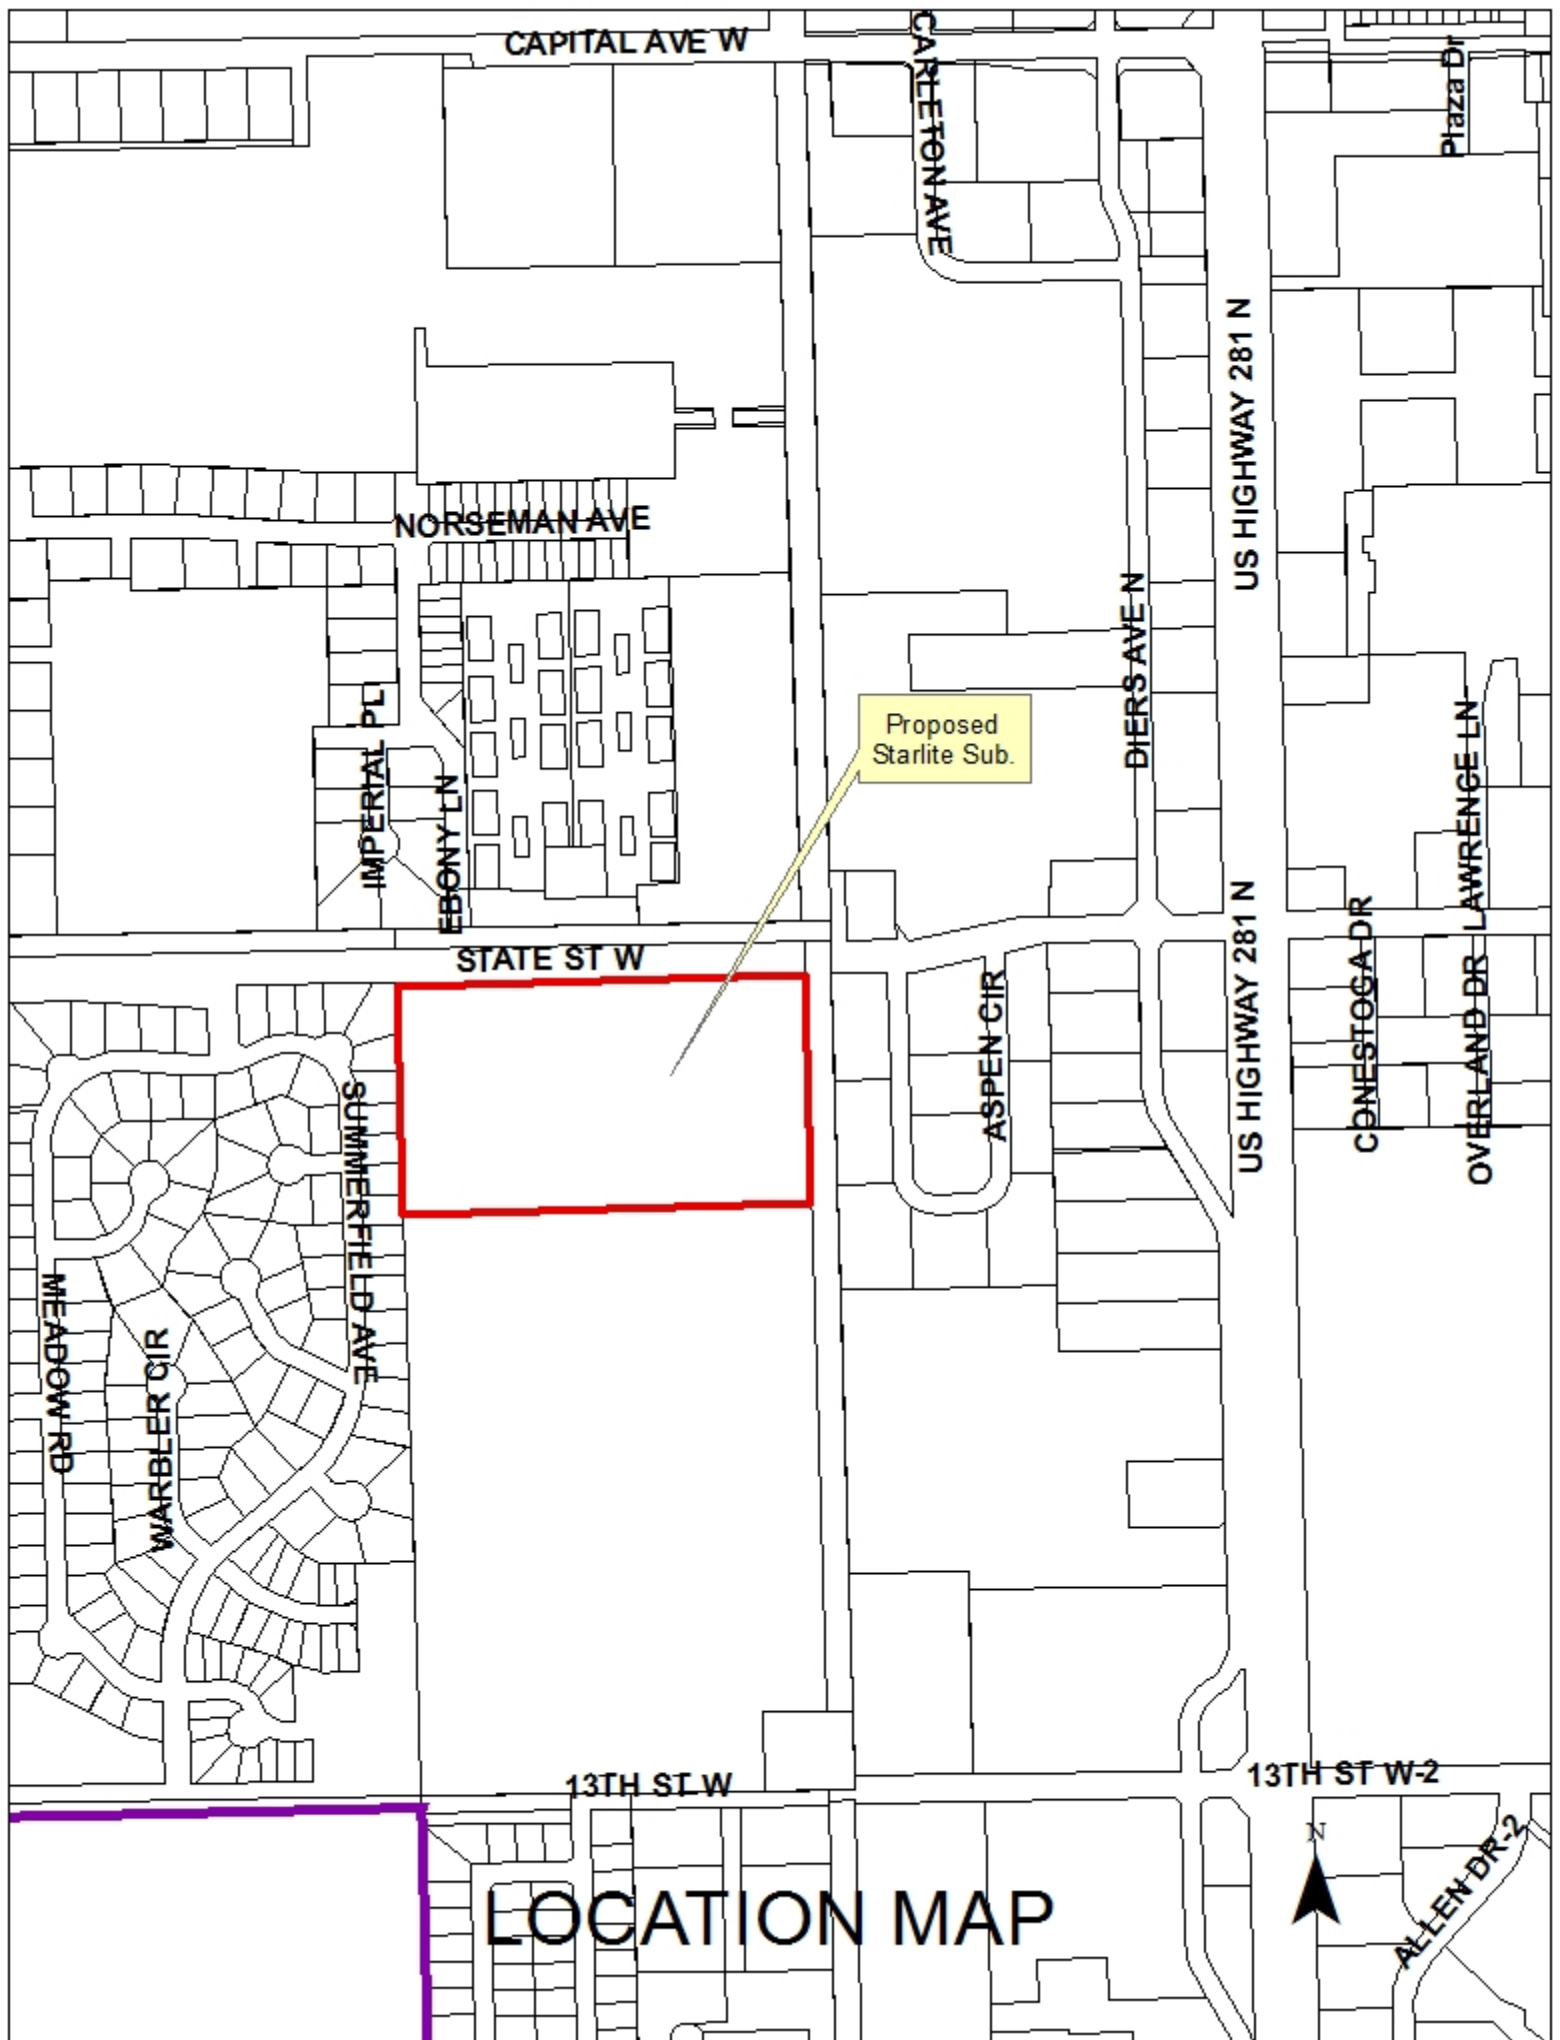 CAPITAL AVE W
CARLETON AVE
Plaza Dr
US HIGHWAY 281 N
NORSEMAN AVE
DIERS AVE N
IMPERIAL PL
EBONY LN
Proposed
Starlite Sub.
LAWRENCE LN
STATE ST W
US HIGHWAY 281 N
CONESTOGA DR
OVERLAND DR
ASPEN CIR
SUMMERFIELD AVE
MEADOW RD
WARBLER CIR
13TH ST W
13TH ST W-2
N
ALLEN DR-2
LOCATION MAP